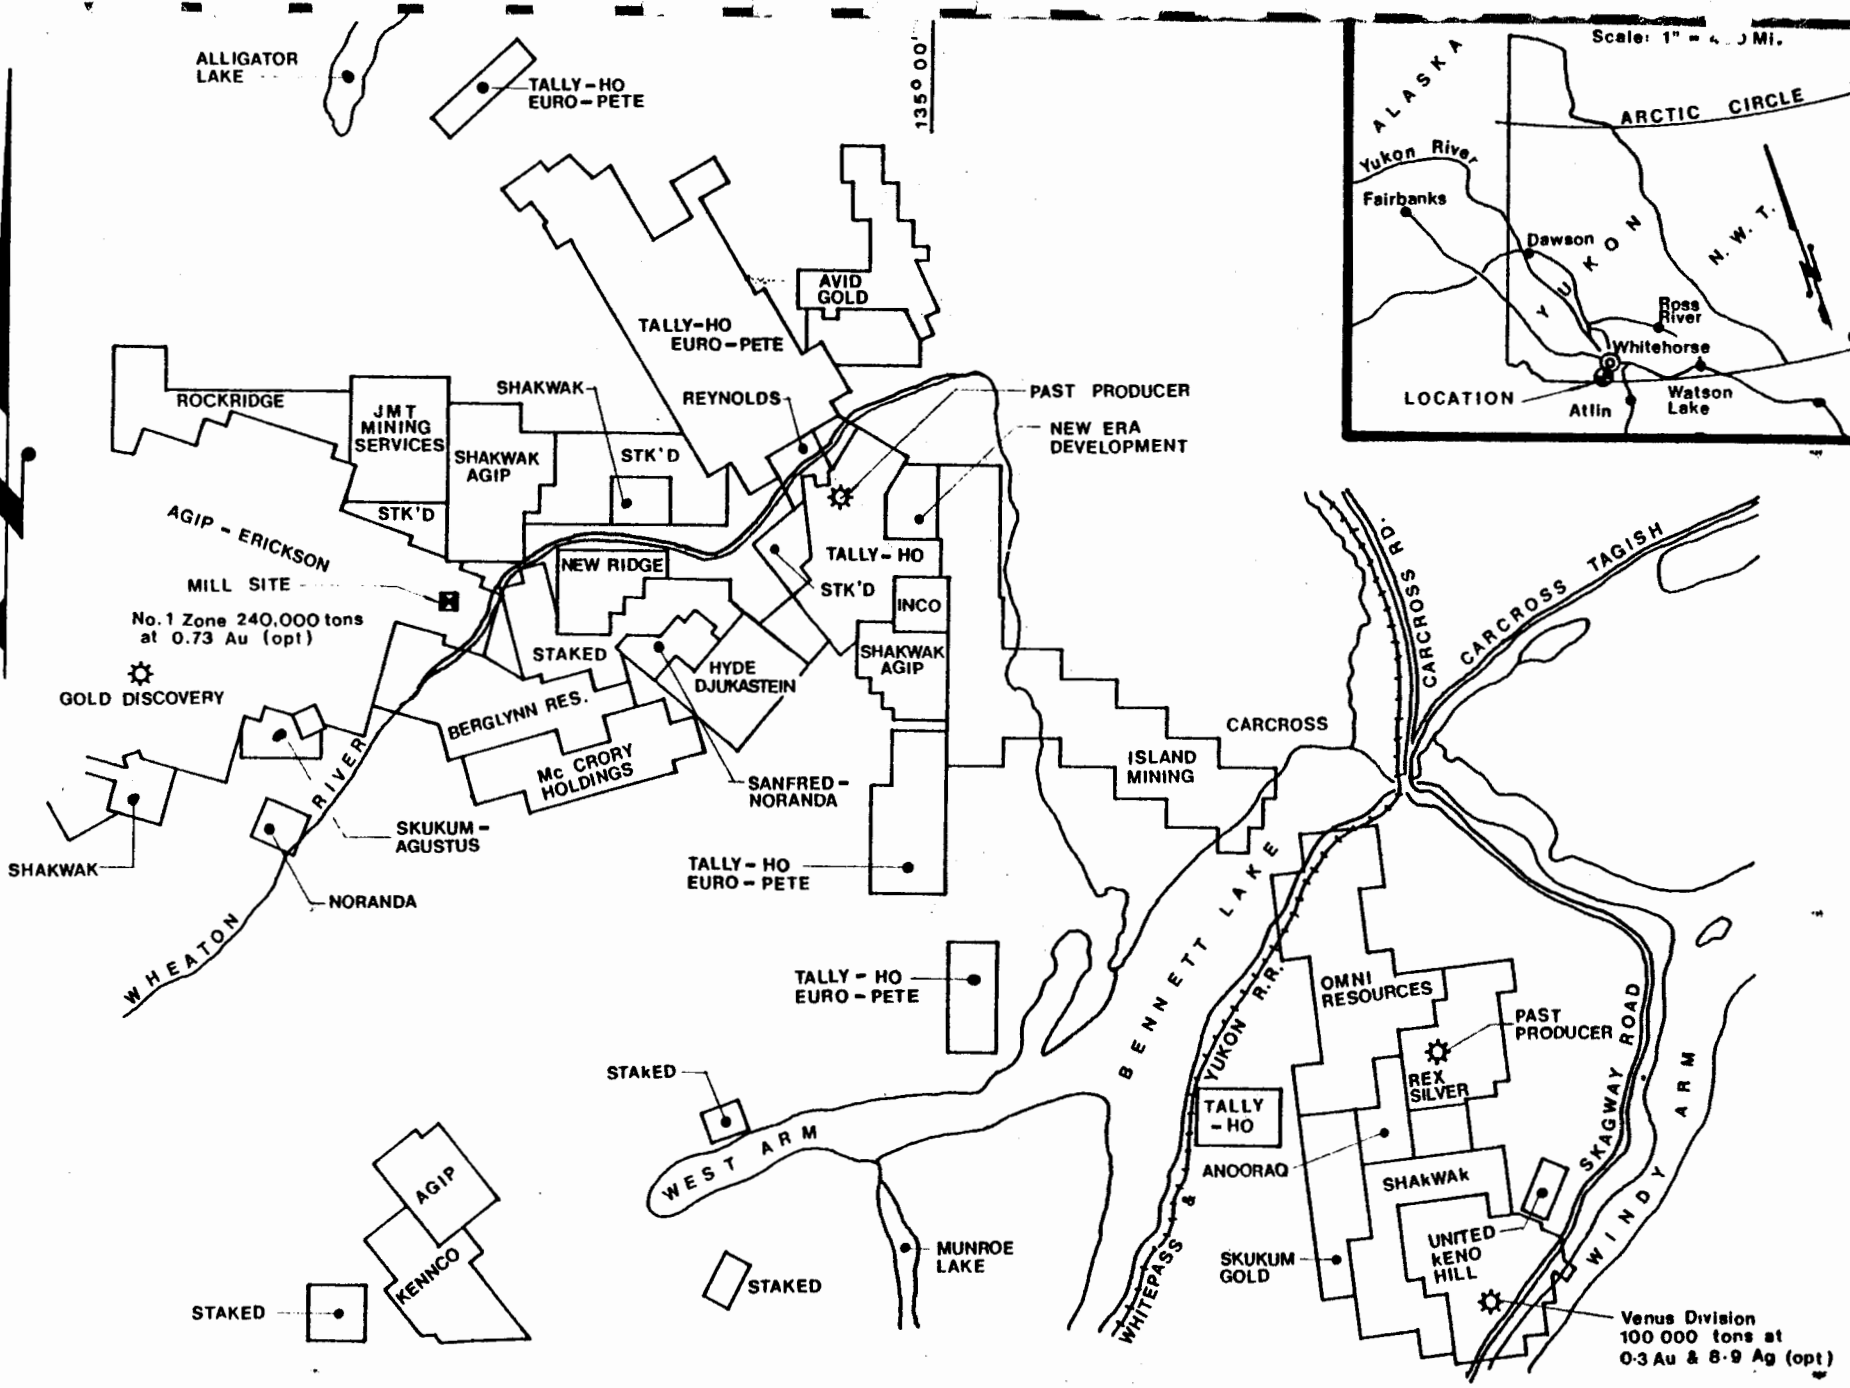 ALLIGATOR
LAKE
TALLY-HO
EURO-PETE
135° 00'
Scale: 1" =
Mi.
ALASKA
ARCTIC CIRCLE
Yukon River
Fairbanks
Dawson
YUKON
N.W.T.
Ross
River
Whitehorse
Watson
Lake
LOCATION
Atlin
AVID
GOLD
TALLY-HO
EURO-PETE
SHAKWAK
REYNOLDS
PAST PRODUCER
NEW ERA
DEVELOPMENT
ROCKRIDGE
JMT
MINING
SERVICES
SHAKWAK
AGIP
STK'D
STK'D
AGIP - ERICKSON
MILL SITE
No.1 Zone 240,000 tons
at 0.73 Au (opt)
GOLD DISCOVERY
NEW RIDGE
TALLY-HO
STK'D
INCO
SHAKWAK
AGIP
STAKED
HYDE
DJUKASTEIN
BERGLYNN RES.
Mc CRORY
HOLDINGS
SANFRED-
NORANDA
CARCROSS
ISLAND
MINING
CARCROSS RD.
CARCROSS TAGISH
SKUKUM-
AGUSTUS
SHAKWAK
NORANDA
WHEATON RIVER
TALLY-HO
EURO-PETE
TALLY-HO
EURO-PETE
BENNETT LAKE
OMNI
RESOURCES
PAST
PRODUCER
REX
SILVER
SKAGWAY ROAD
WINDY ARM
STAKED
WEST ARM
TALLY
-HO
ANOORAQ
SHAKWAK
WHITEPASS & YUKON R.R.
AGIP
KENNCO
STAKED
STAKED
MUNROE
LAKE
SKUKUM
GOLD
UNITED
KENO
HILL
Venus Division
100 000 tons at
0.3 Au & 8.9 Ag (opt)